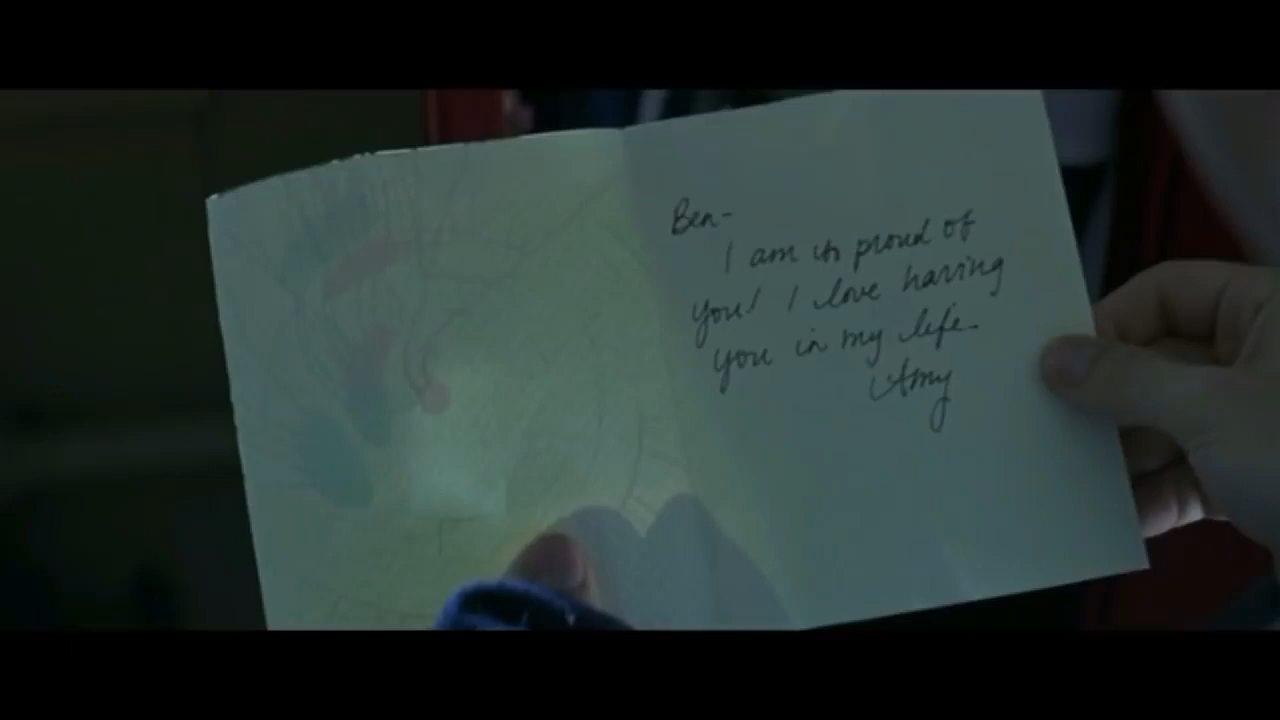 Ben-
I am so proud of
you! I love having
you in my life.
Amy